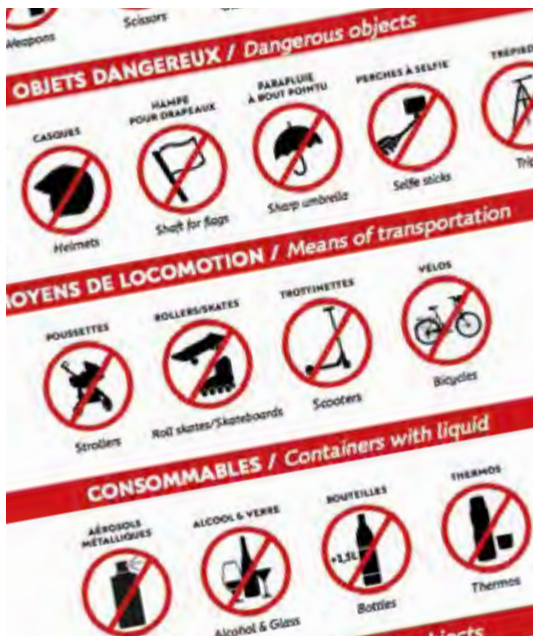 Weapons
Scissors
OBJETS DANGEREUX / Dangerous objects
CASQUES
HAMPE
POUR DRAPEAUX
PARAPLUIE
À BOUT POINTU
PERCHES À SELFIE
Helmets
Shaft for flags
Sharp umbrella
Selfie sticks
MOYENS DE LOCOMOTION / Means of transportation
POUSSETTES
ROLLERS/SKATES
TROTTINETTES
VÉLOS
Strollers
Roll skates/Skateboards
Scooters
Bicycles
CONSOMMABLES / Containers with liquid
AÉROSOLS
MÉTALLIQUES
ALCOOL & VERRE
BOUTEILLES
THERMOS
+1,5L
Alcohol & Glass
Bottles
Thermos